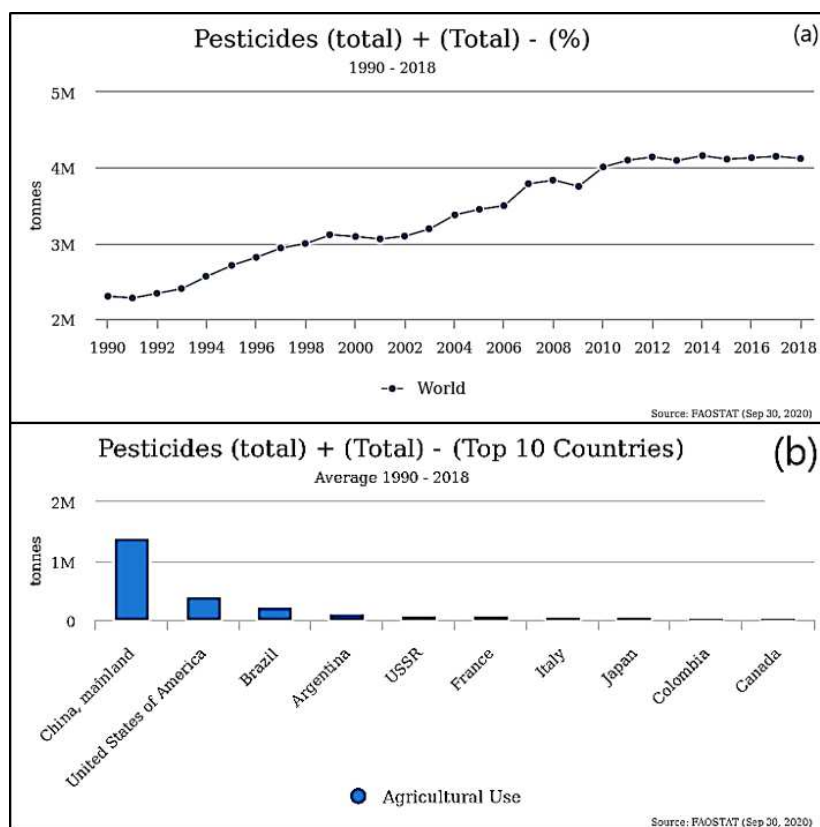 Pesticides (total) + (Total) - (%)
(a)
1990 - 2018
5M
4M
3M
2M
tonnes
1990 1992 1994 1996 1998 2000 2002 2004 2006 2008 2010 2012 2014 2016 2018
World
Source: FAOSTAT (Sep 30, 2020)
Pesticides (total) + (Total) - (Top 10 Countries)
(b)
Average 1990 - 2018
2M
1M
0
tonnes
China, mainland
United States of America
Brazil
Argentina
USSR
France
Italy
Japan
Colombia
Canada
Agricultural Use
Source: FAOSTAT (Sep 30, 2020)